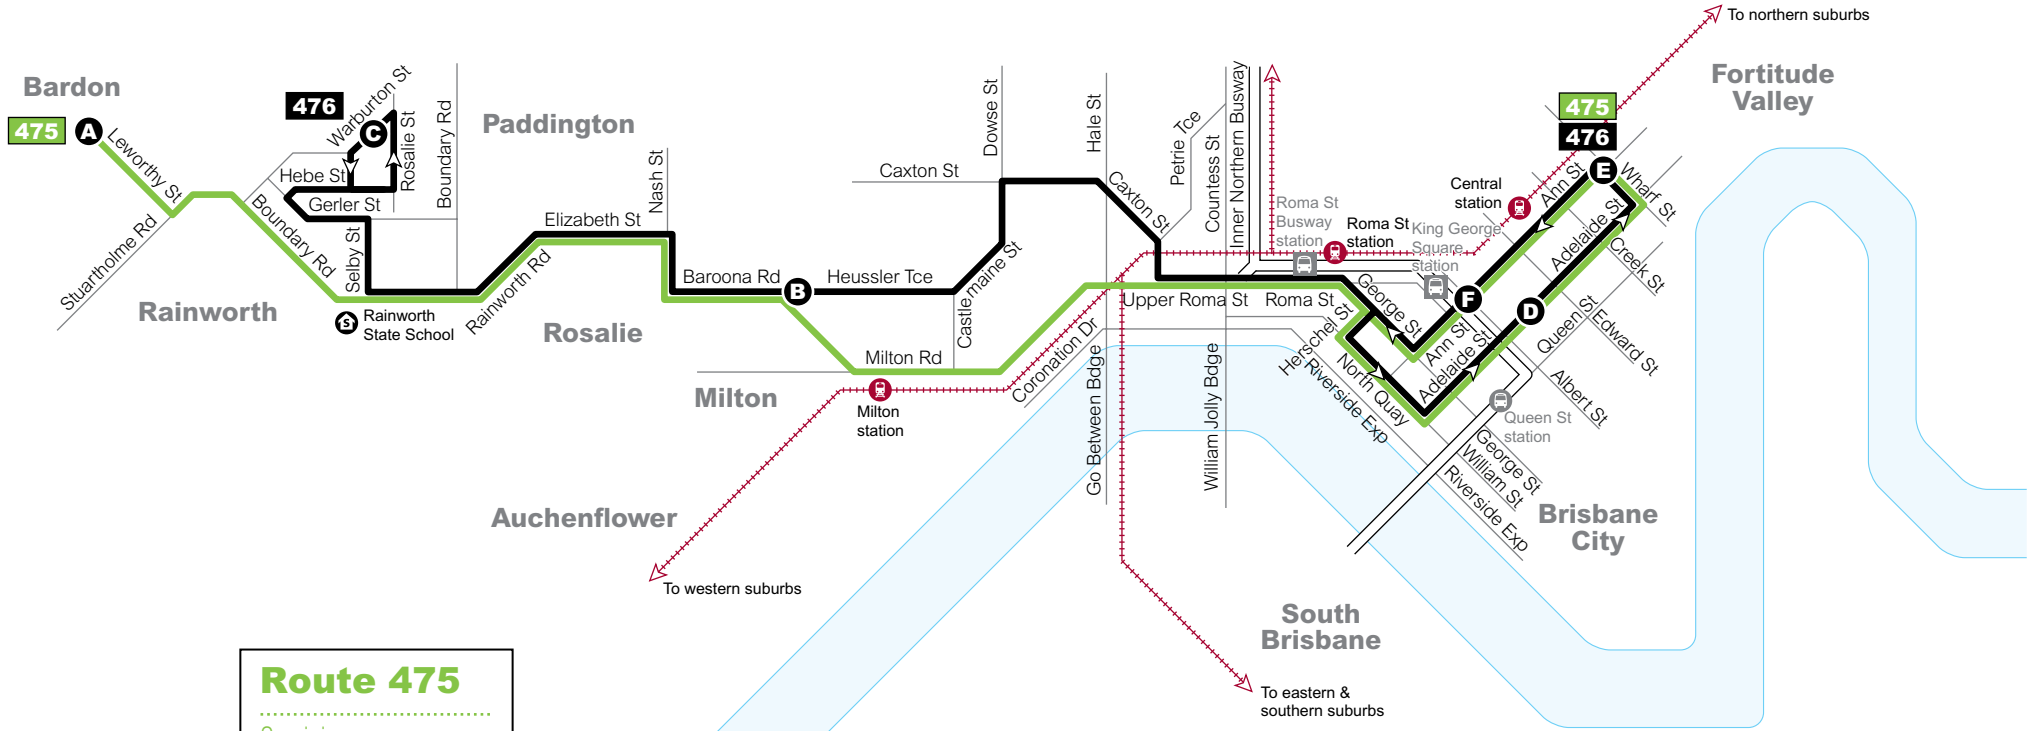 To northern suburbs
Bardon
475
A
Leworthy St
Stuartholme Rd
476
Warburton St
C
Rosalie St
Boundary Rd
Hebe St
Gerler St
Selby St
Boundary Rd
Rainworth
S
Rainworth
State School
Paddington
Elizabeth St
Rainworth Rd
Nash St
Rosalie
Baroona Rd
B
Heussler Tce
Castlemaine St
Milton Rd
Milton
Milton
station
Caxton St
Dowse St
Hale St
Caxton St
Petrie Tce
Countess St
Inner Northern Busway
Roma St
Busway
station
Roma St
station
King George
Square
station
Central
station
Fortitude
Valley
475
476
E
Ann St
Wharf St
Adelaide St
Creek St
D
F
Queen St
Edward St
Albert St
Upper Roma St
Roma St
George St
Ann St
Adelaide St
Herschel St
North Quay
Riverside Exp
Coronation Dr
Go Between Bdge
William Jolly Bdge
Queen St
station
George St
William St
Riverside Exp
Brisbane
City
Auchenflower
To western suburbs
South
Brisbane
To eastern &
southern suburbs
Route 475